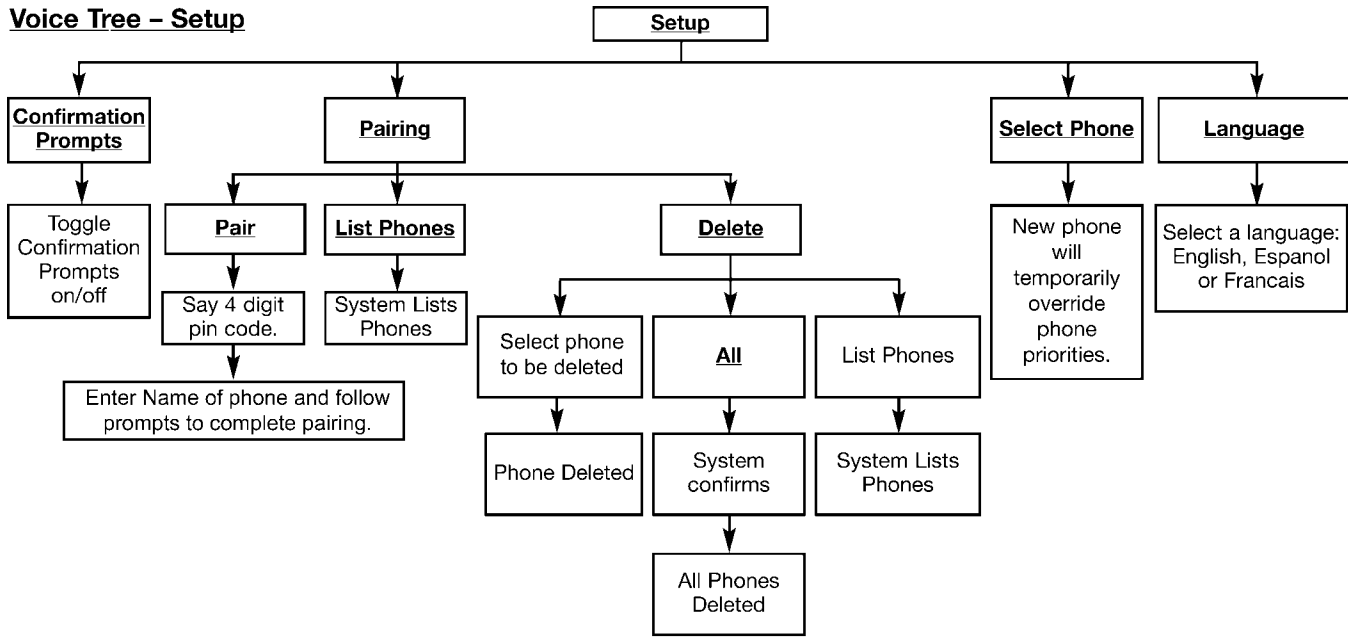 Voice Tree – Setup
Setup
Confirmation
Prompts
Pairing
Select Phone
Language
Toggle
Confirmation
Prompts
on/off
Pair
List Phones
Delete
New phone
will
temporarily
override
phone
priorities.
Select a language:
English, Espanol
or Francais
Say 4 digit
pin code.
System Lists
Phones
Select phone
to be deleted
All
List Phones
Enter Name of phone and follow
prompts to complete pairing.
Phone Deleted
System
confirms
System Lists
Phones
All Phones
Deleted